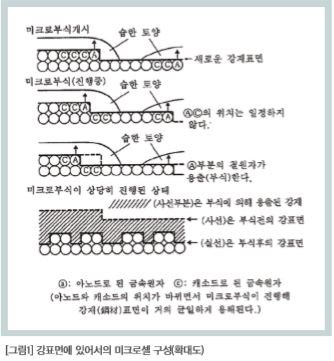 미크로부식개시
습한 토양
C C C A
새로운 강재표면
C A
미크로부식(진행중)
습한 토양
C C A
C C
C A
ⒶⒸ의 위치는 일정하지
않다.
습한 토양
C A
C C
Ⓐ부분의 철원자가
용출(부식)한다.
미크로부식이 상당히 진행된 상태
(사선부분)은 부식에 의해 용출된 강재
(사선)은 부식전의 강표면
(실선)은 부식후의 강표면
ⓐ: 아노드로 된 금속원자 ⓒ: 캐소드로 된 금속원자
(아노드와 캐소드의 위치가 바뀌면서 미크로부식이 진행해
강재(鋼材)표면이 거의 균일하게 용해된다.)
[그림1] 강표면에 있어서의 미크로셀 구성(확대도)